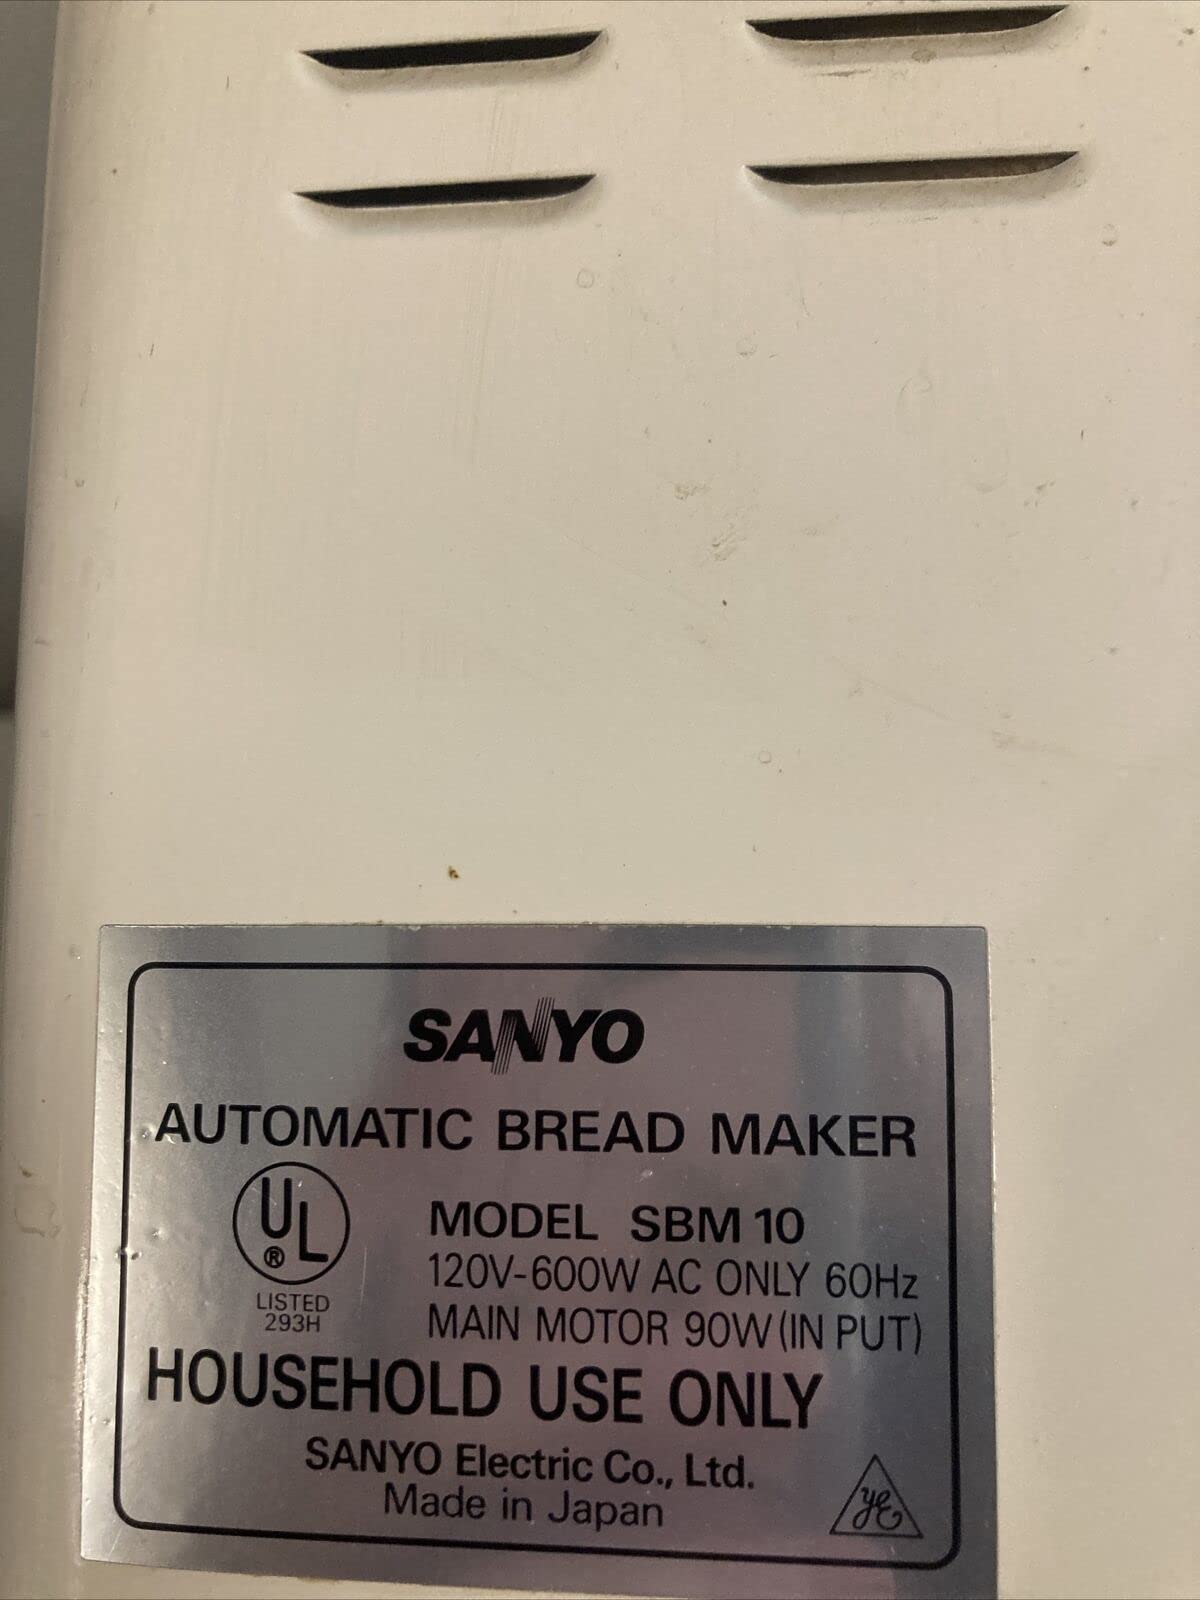 SANYO
AUTOMATIC BREAD MAKER
UL
®
LISTED
293H
MODEL SBM 10
120V-600W AC ONLY 60Hz
MAIN MOTOR 90W (IN PUT)
HOUSEHOLD USE ONLY
SANYO Electric Co., Ltd.
Made in Japan